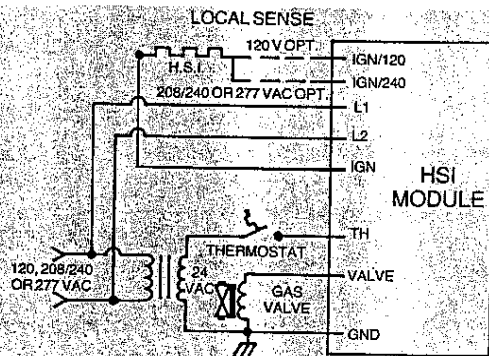 LOCAL SENSE
120 V OPT.
H.S.I.
IGN/120
IGN/240
208/240 OR 277 VAC OPT.
L1
L2
IGN
HSI
MODULE
TH
THERMOSTAT
120, 208/240
OR 277 VAC
24
VAC
VALVE
GAS
VALVE
GND